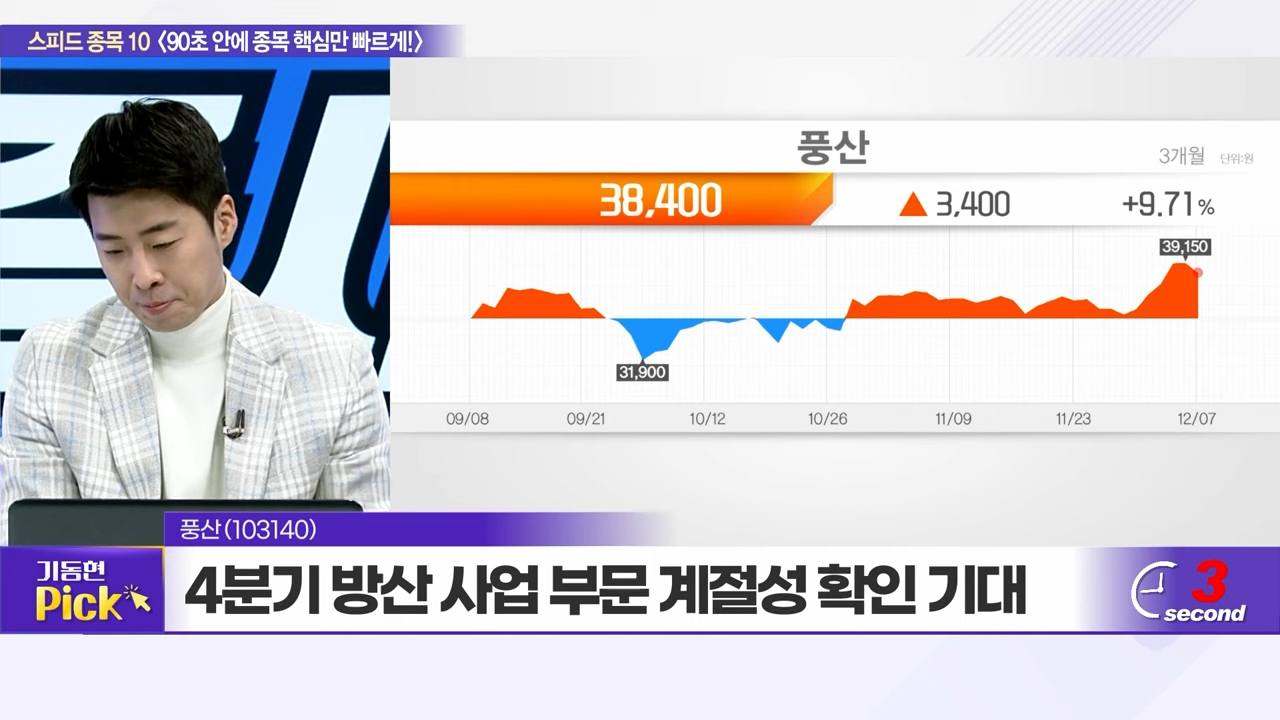 스피드 종목 10 〈90초 안에 종목 핵심만 빠르게!〉
풍산
3개월 단위:원
38,400 ▲ 3,400 +9.71%
39,150
31,900
09/08 09/21 10/12 10/26 11/09 11/23 12/07
풍산(103140)
기동현
Pick
4분기 방산 사업 부문 계절성 확인 기대
3
second